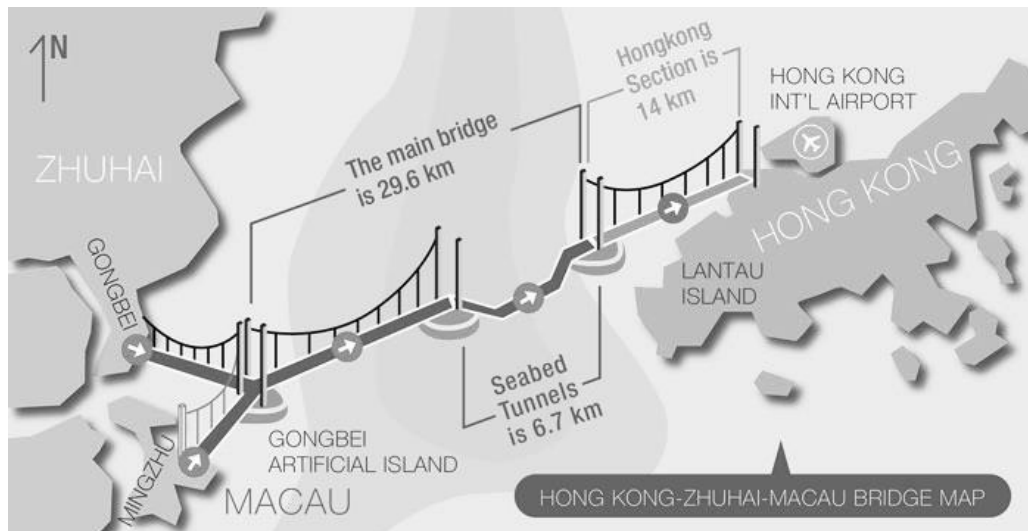 N
Hongkong
Section is
14 km
HONG KONG
INT'L AIRPORT
The main bridge
is 29.6 km
ZHUHAI
HONG KONG
GONGBEI
LANTAU
ISLAND
Seabed
Tunnels
is 6.7 km
GONGBEI
ARTIFICIAL ISLAND
MINGZHU
MACAU
HONG KONG-ZHUHAI-MACAU BRIDGE MAP